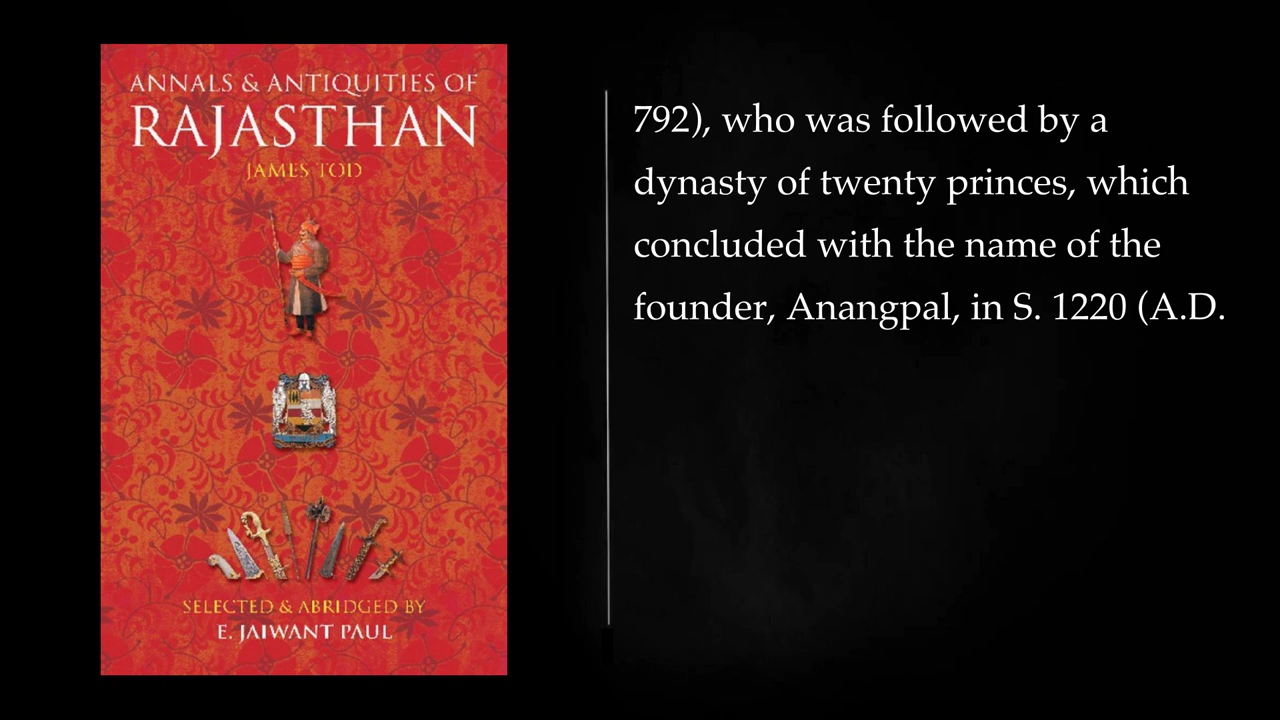 ANNALS & ANTIQUITIES OF
RAJASTHAN
JAMES TOD
SELECTED & ABRIDGED BY
E. JAIWANT PAUL
792), who was followed by a
dynasty of twenty princes, which
concluded with the name of the
founder, Anangpal, in S. 1220 (A.D.